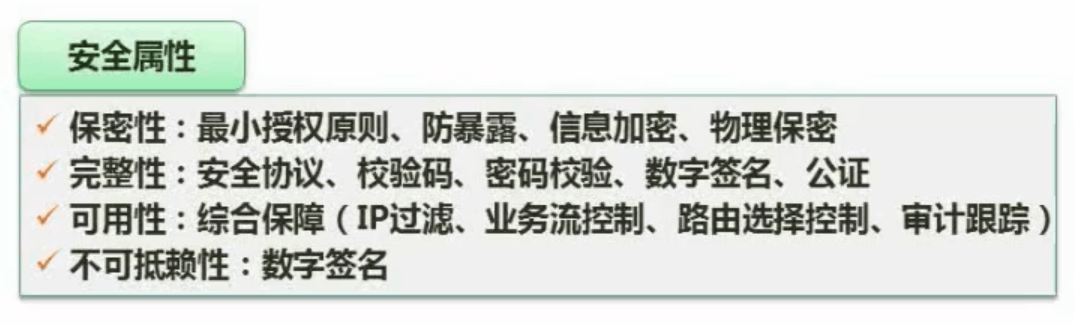 安全属性
✓ 保密性：最小授权原则、防暴露、信息加密、物理保密
✓ 完整性：安全协议、校验码、密码校验、数字签名、公证
✓ 可用性：综合保障（IP过滤、业务流控制、路由选择控制、审计跟踪）
✓ 不可抵赖性：数字签名